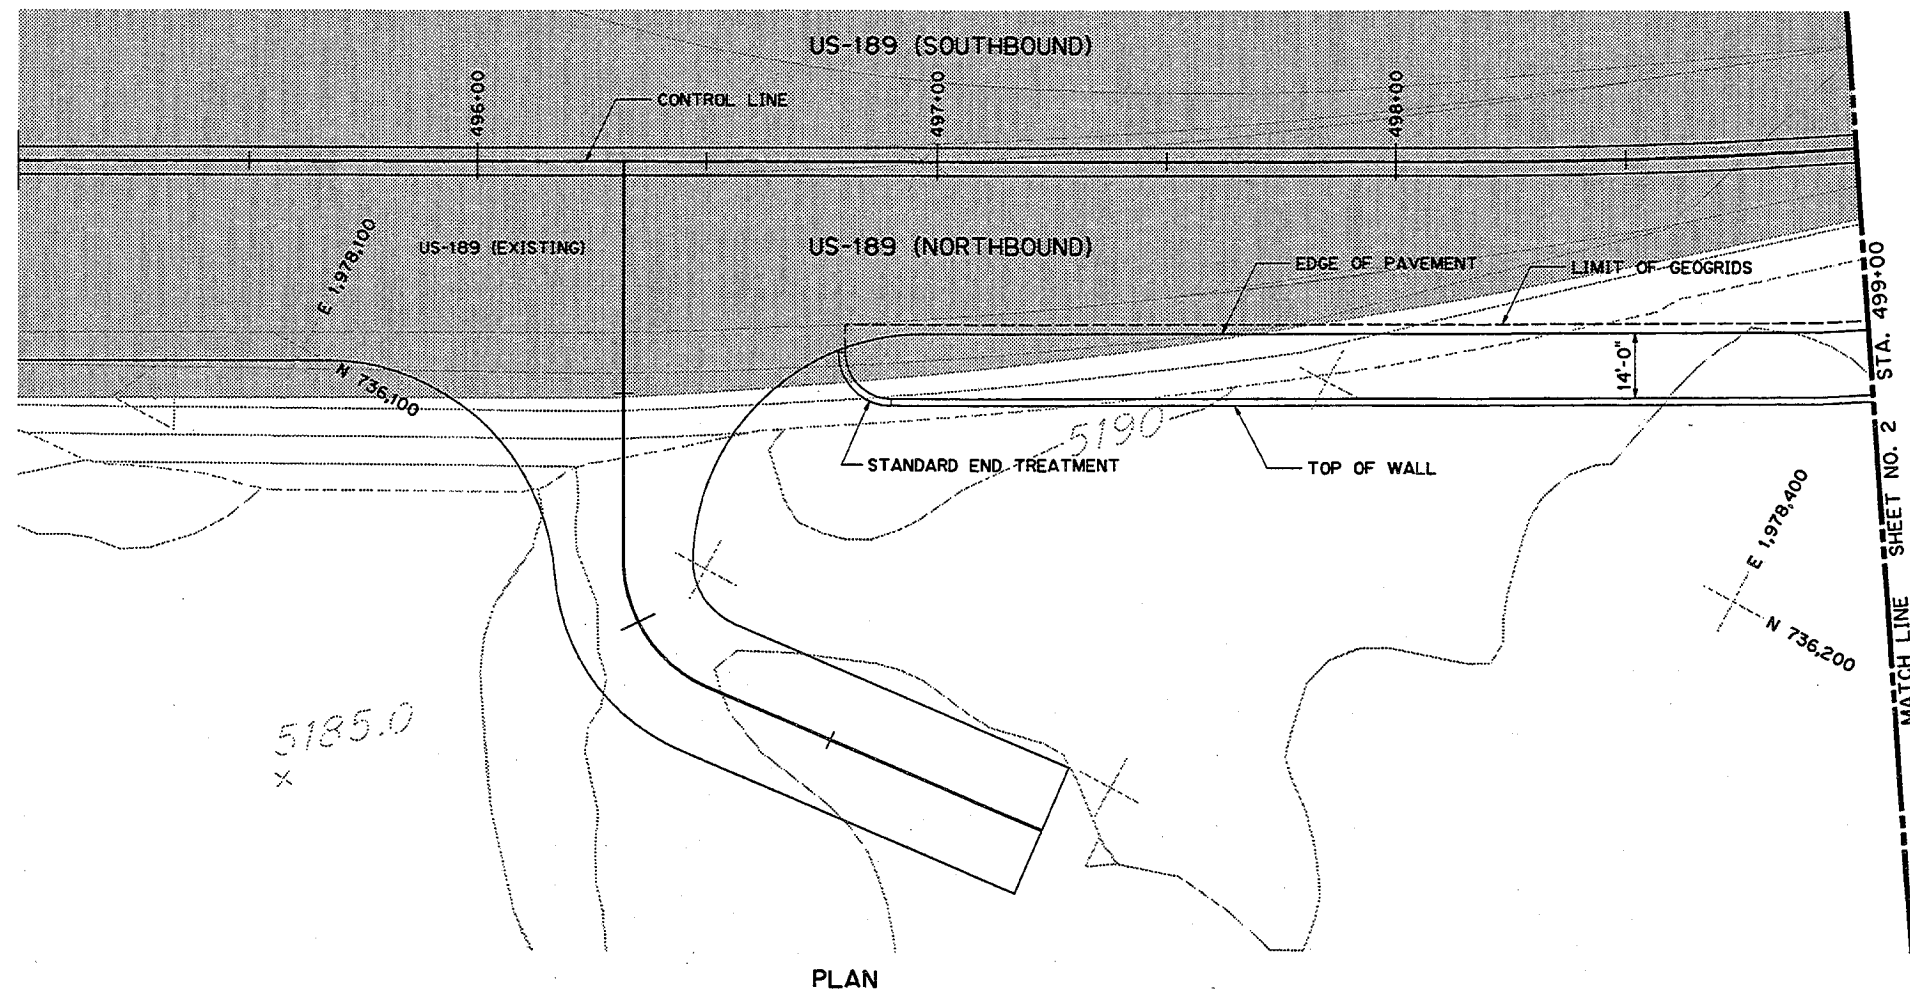 US-189 (SOUTHBOUND)
496+00
497+00
498+00
CONTROL LINE
US-189 (EXISTING)
US-189 (NORTHBOUND)
E 1,978,100
N 736,100
EDGE OF PAVEMENT
LIMIT OF GEOGRIDS
14'-0"
5190
STANDARD END TREATMENT
TOP OF WALL
E 1,978,400
N 736,200
5185.0
MATCH LINE SHEET NO. 2 STA. 499+00
PLAN